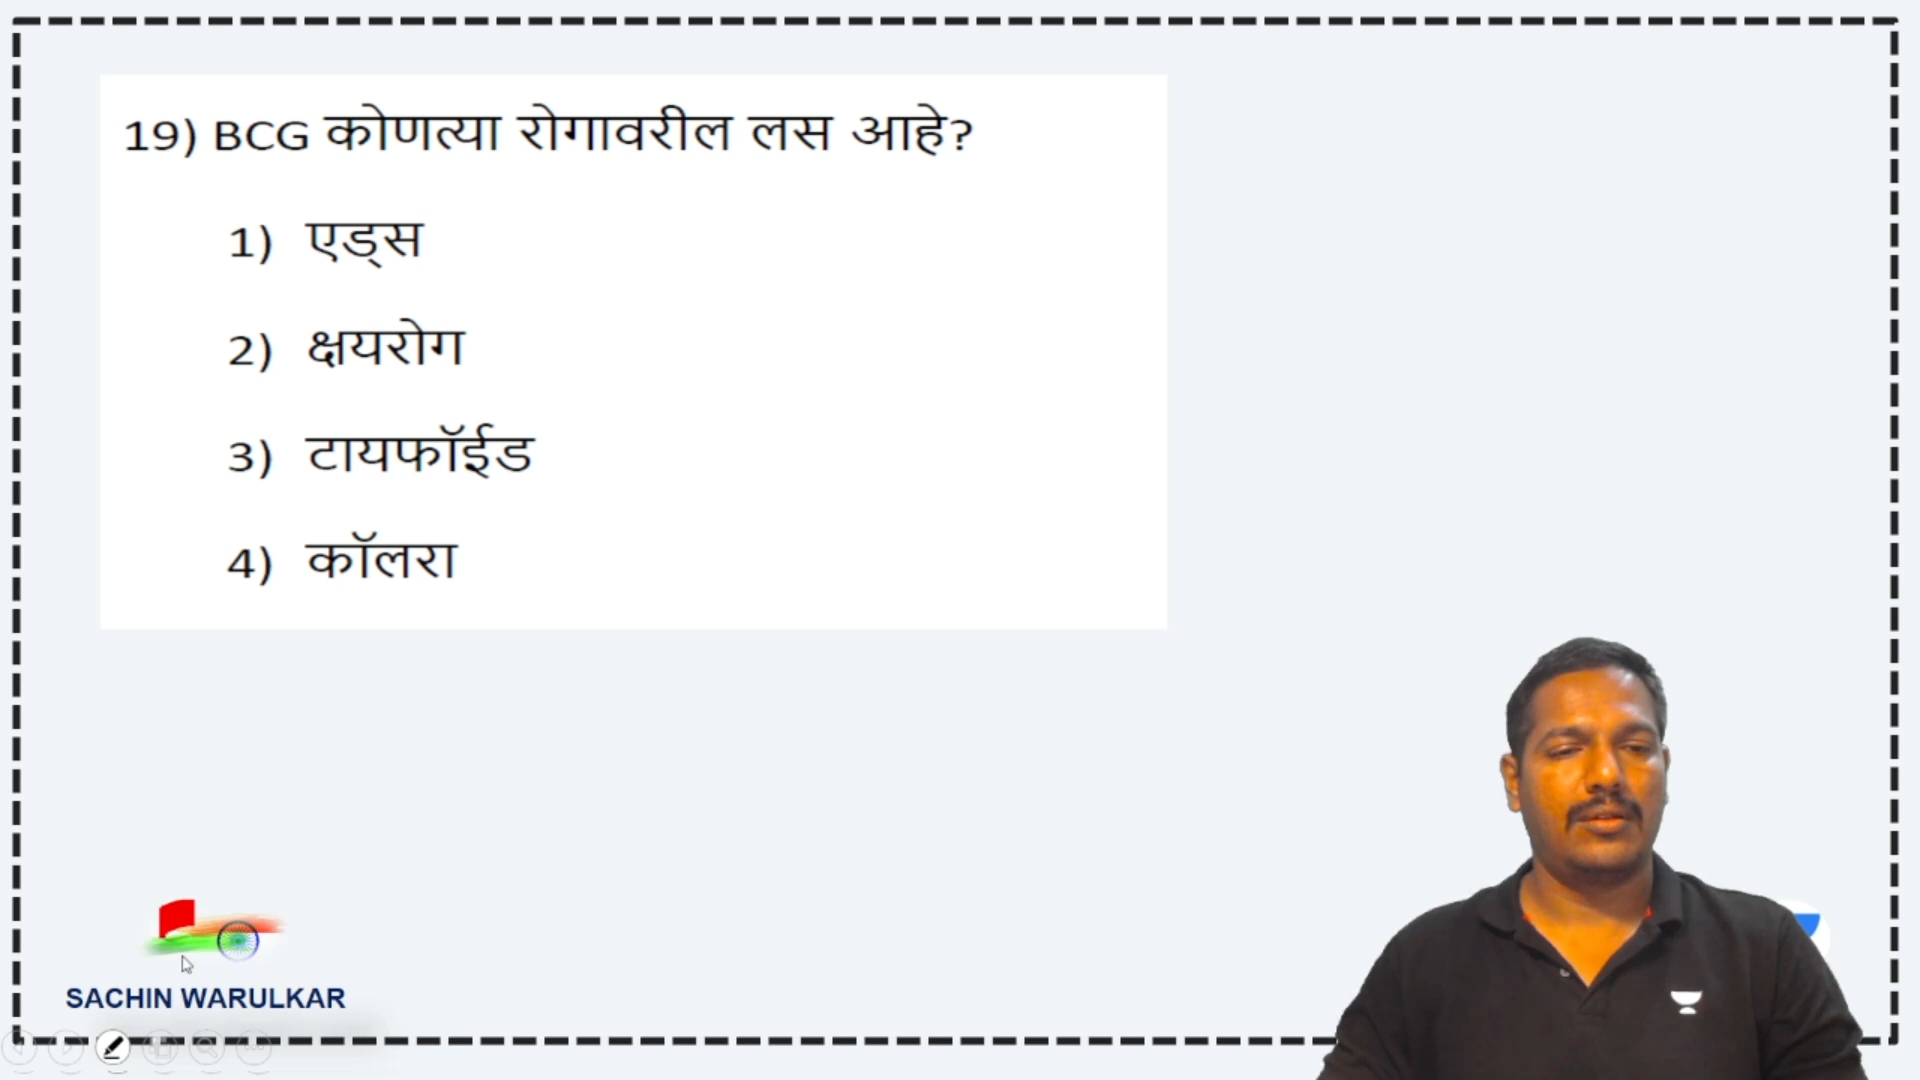 19) BCG कोणत्या रोगावरील लस आहे?
1) एड्स
2) क्षयरोग
3) टायफॉईड
4) कॉलरा
SACHIN WARULKAR